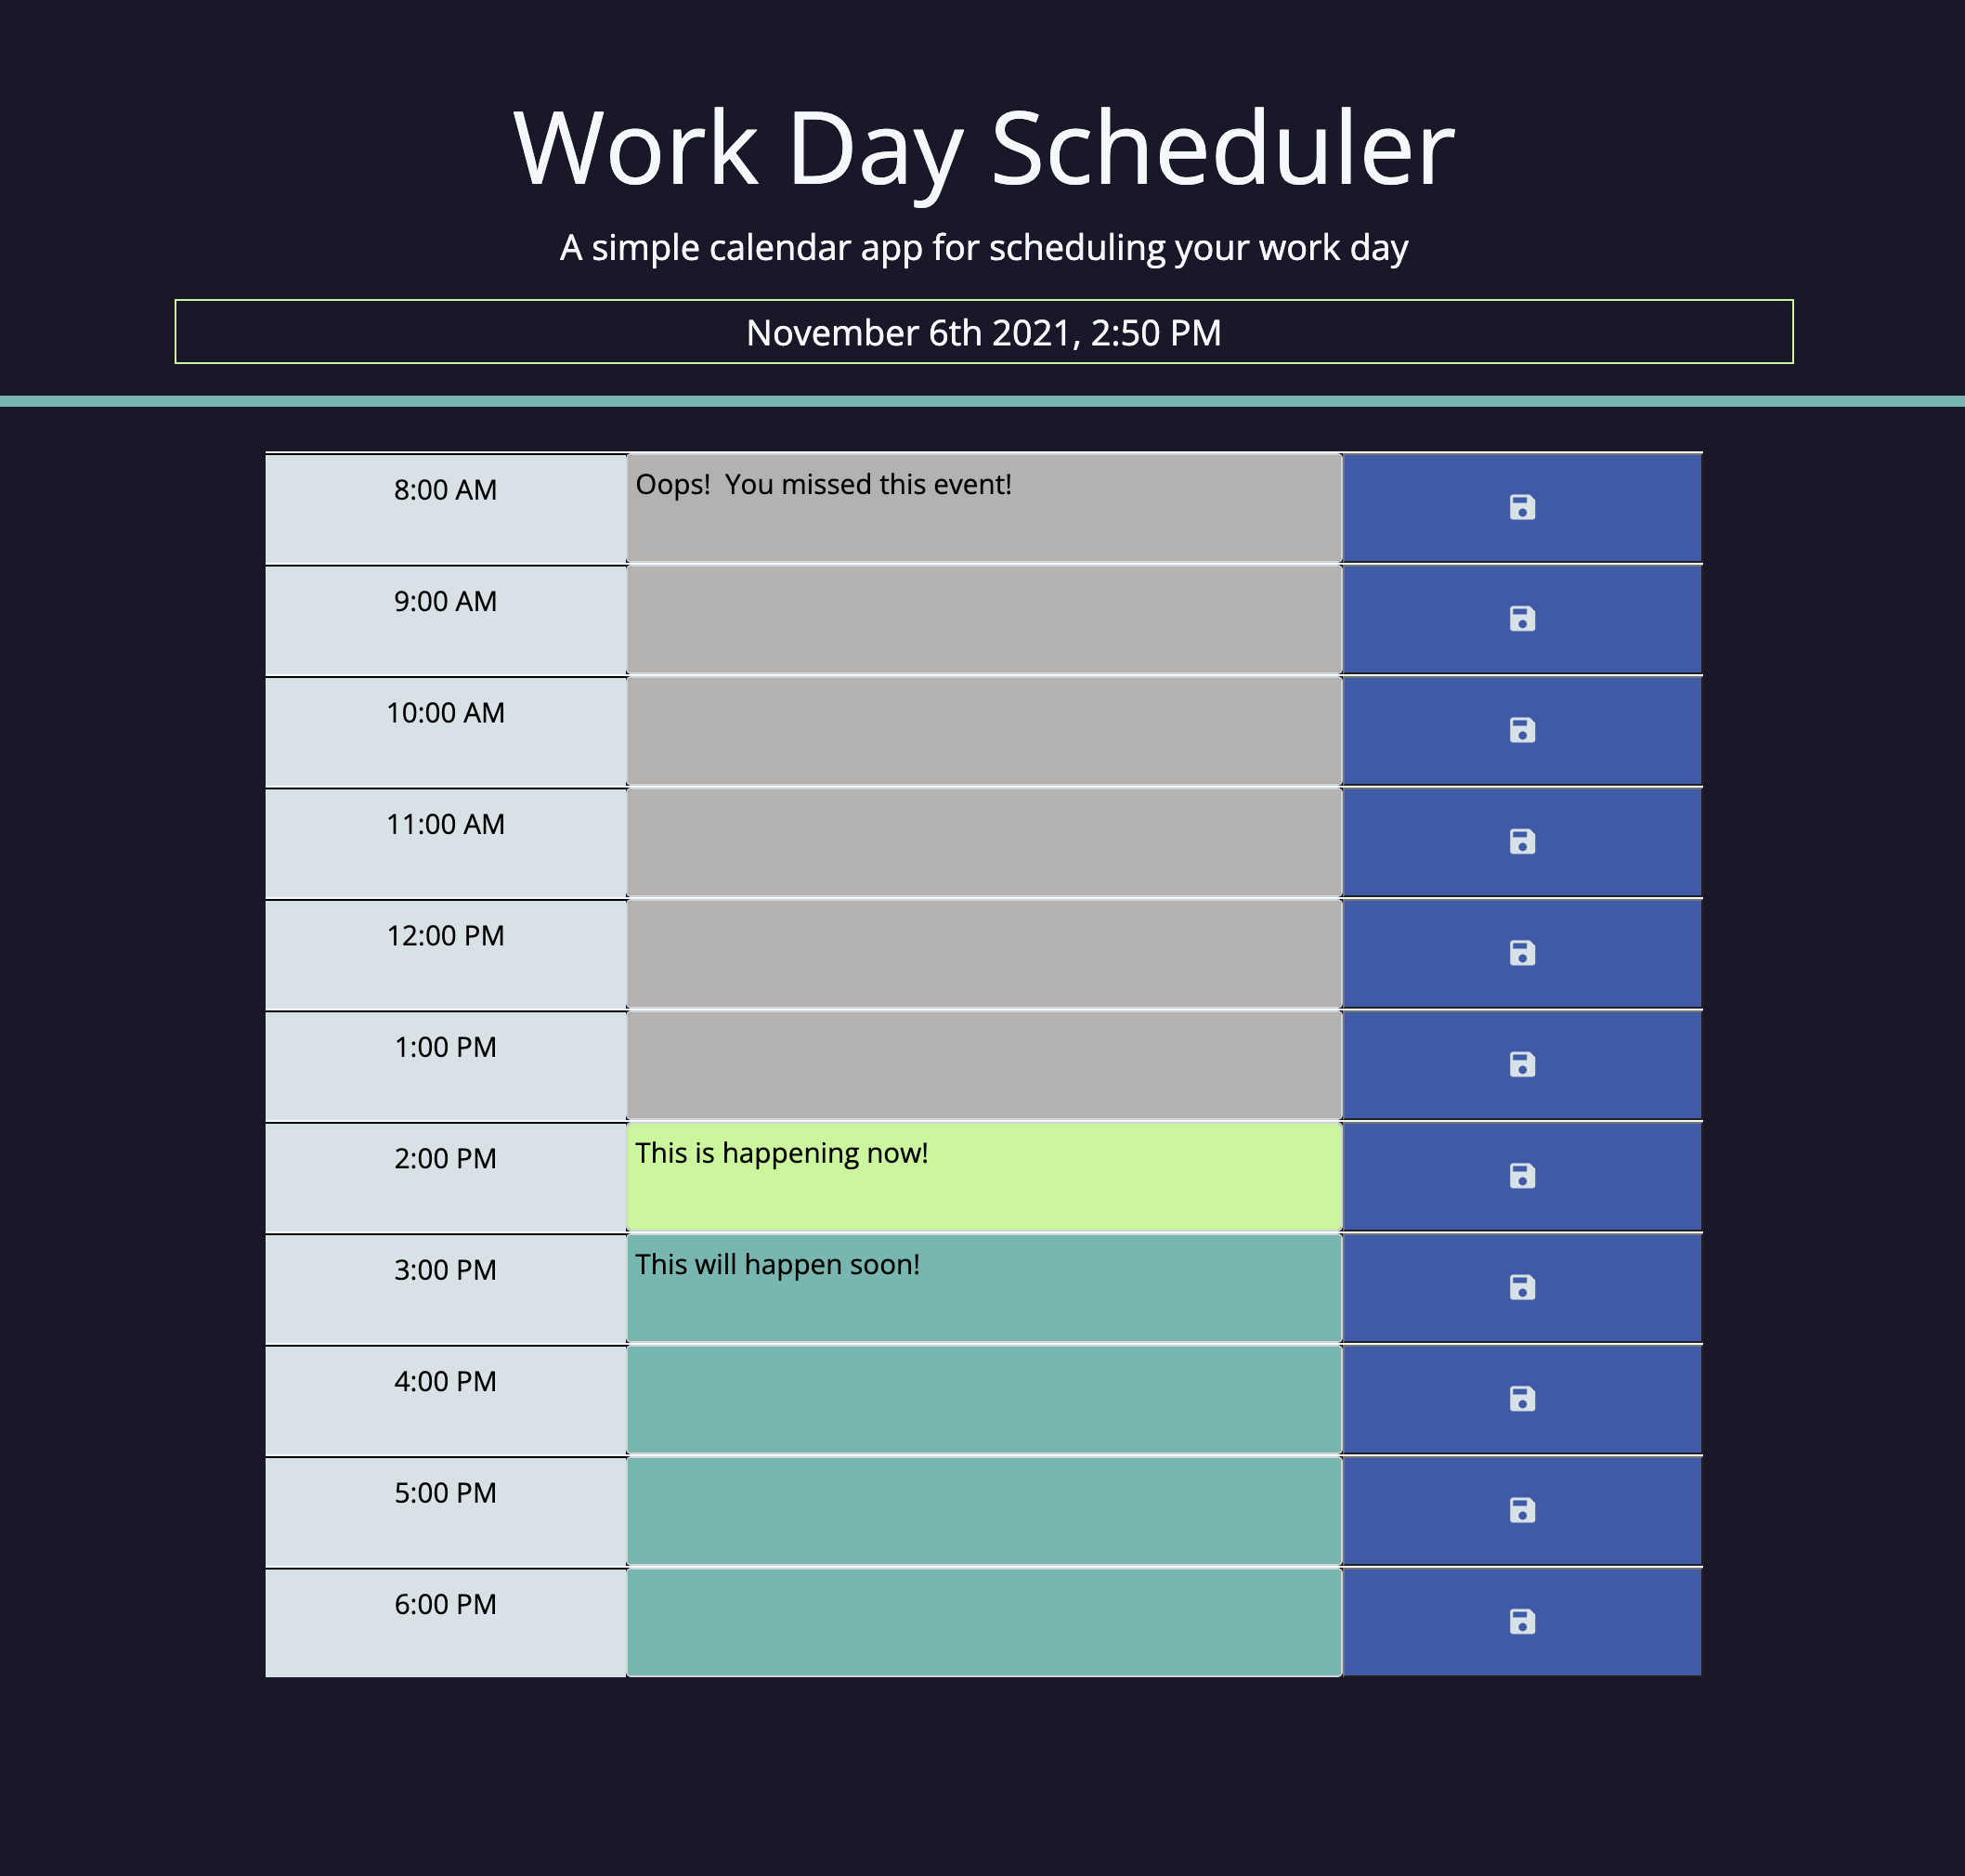 Work Day Scheduler
A simple calendar app for scheduling your work day
November 6th 2021, 2:50 PM
8:00 AM Oops!  You missed this event!
9:00 AM
10:00 AM
11:00 AM
12:00 PM
1:00 PM
2:00 PM This is happening now!
3:00 PM This will happen soon!
4:00 PM
5:00 PM
6:00 PM